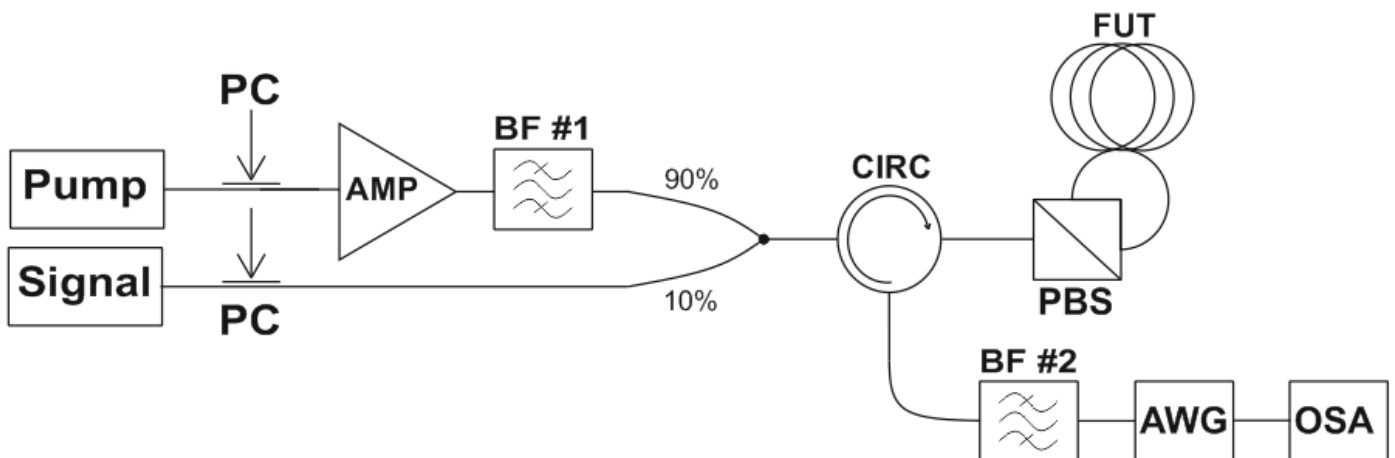 FUT
PC
BF #1
Pump
AMP
90%
CIRC
Signal
PC
10%
PBS
BF #2
AWG
OSA